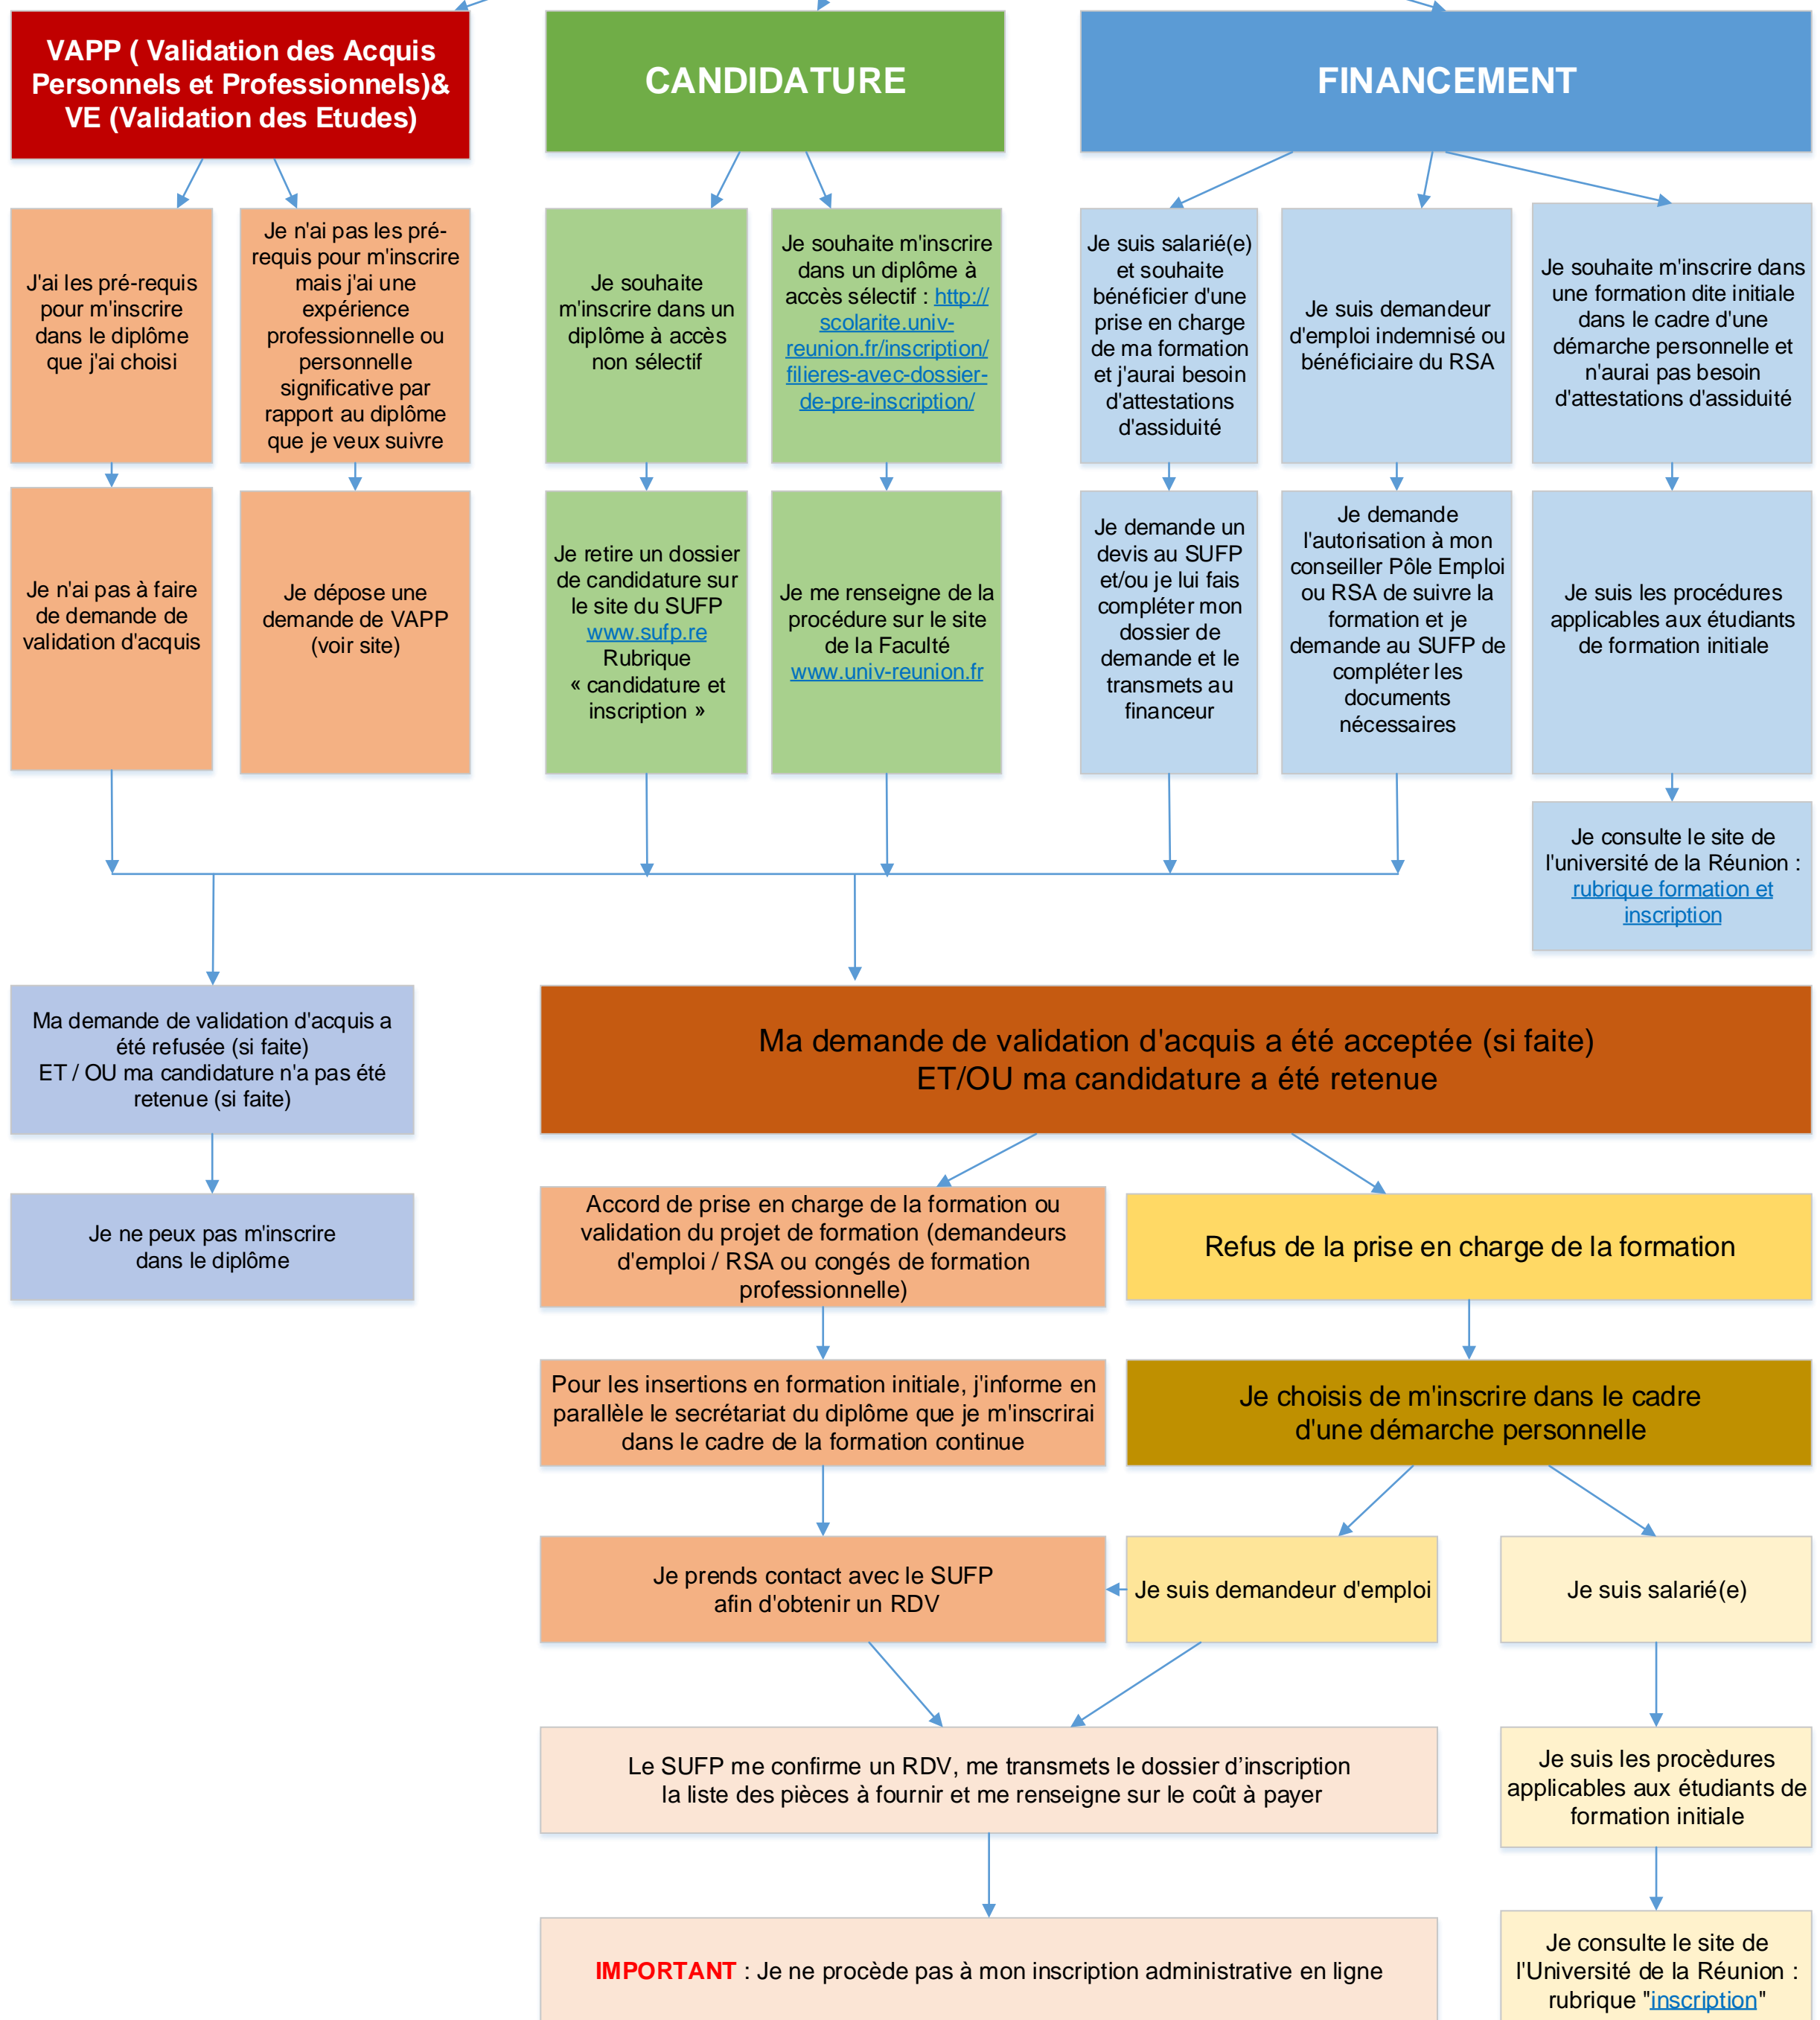 VAPP ( Validation des Acquis
Personnels et Professionnels)&
VE (Validation des Etudes)
CANDIDATURE
FINANCEMENT
J'ai les pré-requis
pour m'inscrire
dans le diplôme
que j'ai choisi
Je n'ai pas les pré-
requis pour m'inscrire
mais j'ai une
expérience
professionnelle ou
personnelle
significative par
rapport au diplôme
que je veux suivre
Je souhaite
m'inscrire dans un
diplôme à accès
non sélectif
Je souhaite m'inscrire
dans un diplôme à
accès sélectif : http://
scolarite.univ-
reunion.fr/inscription/
filieres-avec-dossier-
de-pre-inscription/
Je suis salarié(e)
et souhaite
bénéficier d'une
prise en charge
de ma formation
et j'aurai besoin
d'attestations
d'assiduité
Je suis demandeur
d'emploi indemnisé ou
bénéficiaire du RSA
Je souhaite m'inscrire dans
une formation dite initiale
dans le cadre d'une
démarche personnelle et
n'aurai pas besoin
d'attestations d'assiduité
Je n'ai pas à faire
de demande de
validation d'acquis
Je dépose une
demande de VAPP
(voir site)
Je retire un dossier
de candidature sur
le site du SUFP
www.sufp.re
Rubrique
« candidature et
inscription »
Je me renseigne de la
procédure sur le site
de la Faculté
www.univ-reunion.fr
Je demande un
devis au SUFP
et/ou je lui fais
compléter mon
dossier de
demande et le
transmets au
financeur
Je demande
l'autorisation à mon
conseiller Pôle Emploi
ou RSA de suivre la
formation et je
demande au SUFP de
compléter les
documents
nécessaires
Je suis les procédures
applicables aux étudiants
de formation initiale
Je consulte le site de
l'université de la Réunion :
rubrique formation et
inscription
Ma demande de validation d'acquis a
été refusée (si faite)
ET / OU ma candidature n'a pas été
retenue (si faite)
Ma demande de validation d'acquis a été acceptée (si faite)
ET/OU ma candidature a été retenue
Je ne peux pas m'inscrire
dans le diplôme
Accord de prise en charge de la formation ou
validation du projet de formation (demandeurs
d'emploi / RSA ou congés de formation
professionnelle)
Refus de la prise en charge de la formation
Pour les insertions en formation initiale, j'informe en
parallèle le secrétariat du diplôme que je m'inscrirai
dans le cadre de la formation continue
Je choisis de m'inscrire dans le cadre
d'une démarche personnelle
Je prends contact avec le SUFP
afin d'obtenir un RDV
Je suis demandeur d'emploi
Je suis salarié(e)
Le SUFP me confirme un RDV, me transmets le dossier d’inscription
la liste des pièces à fournir et me renseigne sur le coût à payer
Je suis les procèdures
applicables aux étudiants de
formation initiale
IMPORTANT : Je ne procède pas à mon inscription administrative en ligne
Je consulte le site de
l'Université de la Réunion :
rubrique "inscription"